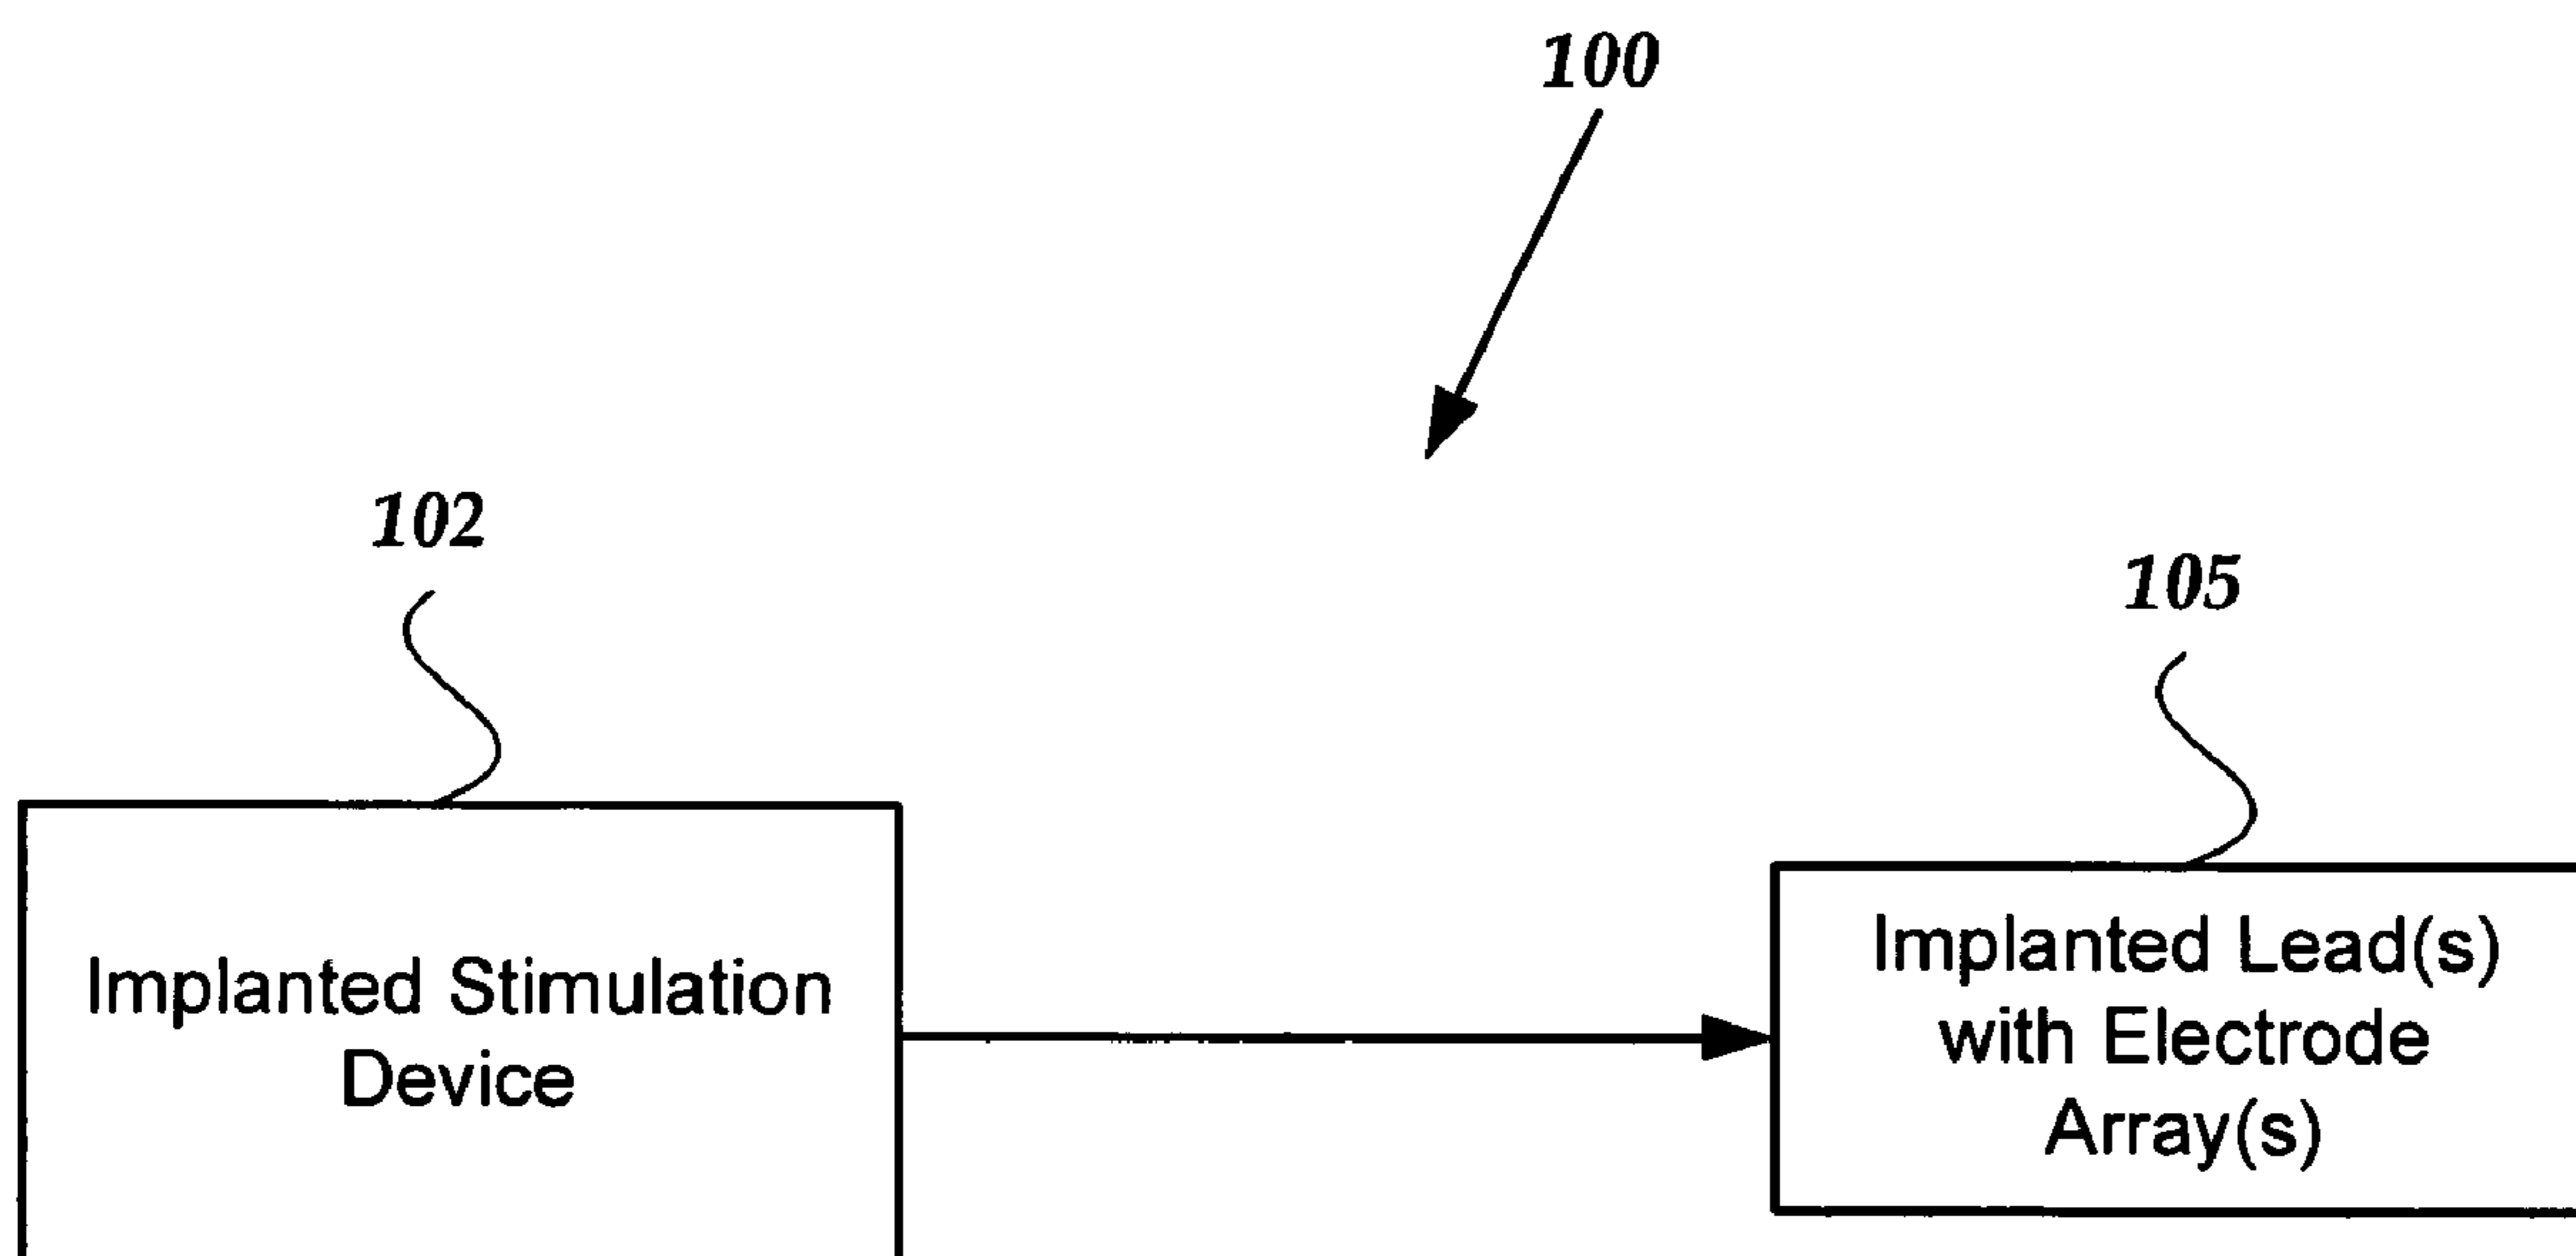 100
102
105
Implanted Stimulation
Device
Implanted Lead(s)
with Electrode
Array(s)